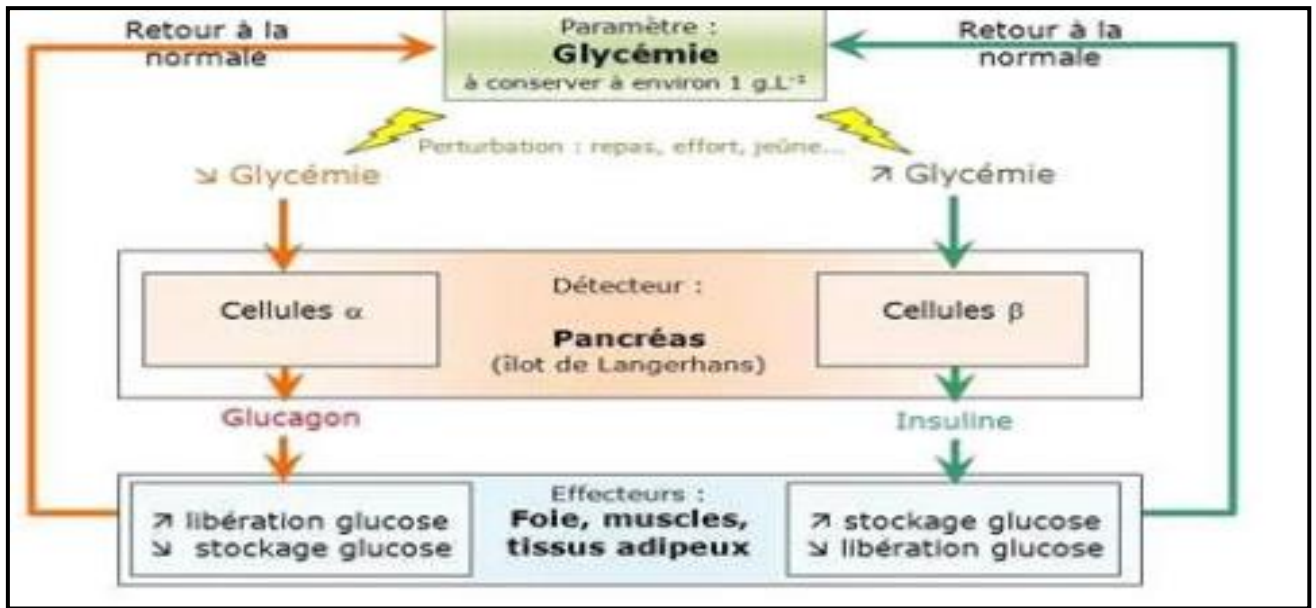 Retour à la
normale
Paramètre :
Glycémie
à conserver à environ 1 g.L⁻¹
Retour à la
normale
Perturbation : repas, effort, jeûne...
↘ Glycémie
↗ Glycémie
Cellules α
Détecteur :
Pancréas
(îlot de Langerhans)
Cellules β
Glucagon
Insuline
↗ libération glucose
↘ stockage glucose
Effecteurs :
Foie, muscles,
tissus adipeux
↗ stockage glucose
↘ libération glucose